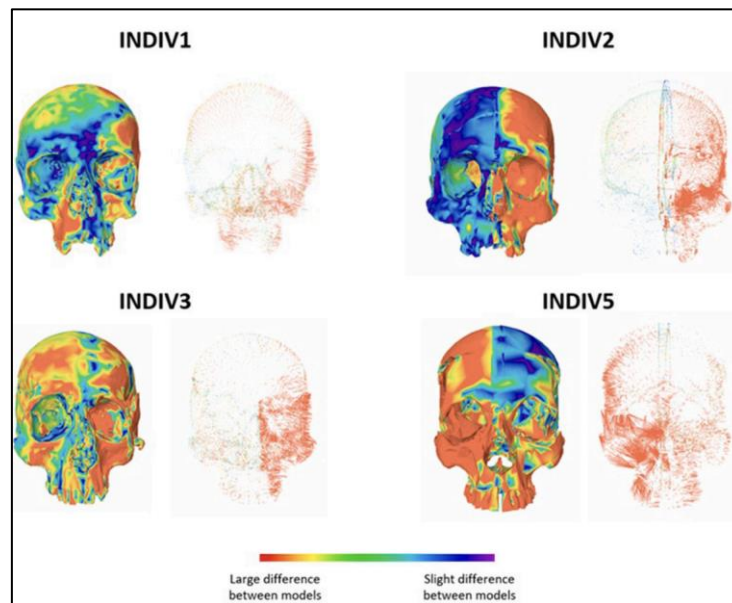 INDIV1
INDIV2
INDIV3
INDIV5
Large difference
between models
Slight difference
between models